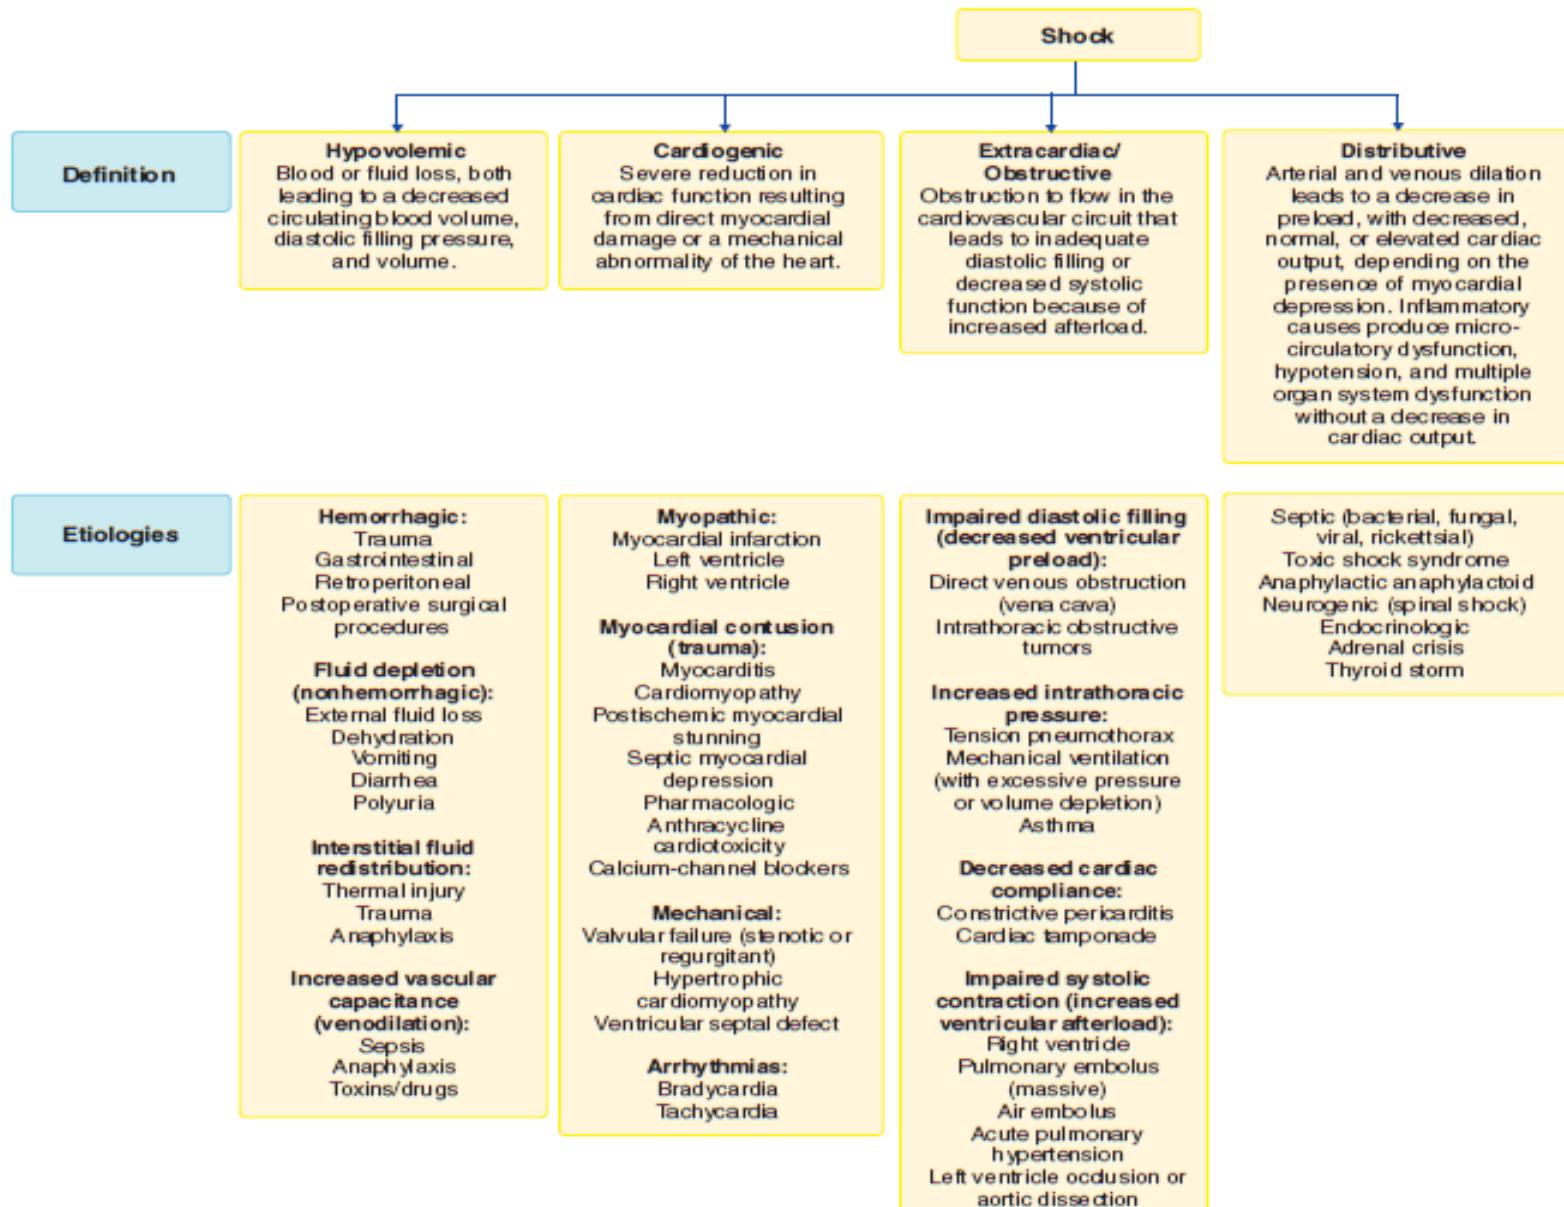 Shock
Definition
Hypovolemic
Blood or fluid loss, both
leading to a decreased
circulating blood volume,
diastolic filling pressure,
and volume.
Cardiogenic
Severe reduction in
cardiac function resulting
from direct myocardial
damage or a mechanical
abnormality of the heart.
Extracardiac/
Obstructive
Obstruction to flow in the
cardiovascular circuit that
leads to inadequate
diastolic filling or
decreased systolic
function because of
increased afterload.
Distributive
Arterial and venous dilation
leads to a decrease in
preload, with decreased,
normal, or elevated cardiac
output, depending on the
presence of myocardial
depression. Inflammatory
causes produce micro-
circulatory dysfunction,
hypotension, and multiple
organ system dysfunction
without a decrease in
cardiac output.
Etiologies
Hemorrhagic:
Trauma
Gastrointestinal
Retroperitoneal
Postoperative surgical
procedures
Fluid depletion
(nonhemorrhagic):
External fluid loss
Dehydration
Vomiting
Diarrhea
Polyuria
Interstitial fluid
redistribution:
Thermal injury
Trauma
Anaphylaxis
Increased vascular
capacitance
(venodilation):
Sepsis
Anaphylaxis
Toxins/drugs
Myopathic:
Myocardial infarction
Left ventricle
Right ventricle
Myocardial contusion
(trauma):
Myocarditis
Cardiomyopathy
Postischemic myocardial
stunning
Septic myocardial
depression
Pharmacologic
Anthracycline
cardiotoxicity
Calcium-channel blockers
Mechanical:
Valvular failure (stenotic or
regurgitant)
Hypertrophic
cardiomyopathy
Ventricular septal defect
Arrhythmias:
Bradycardia
Tachycardia
Impaired diastolic filling
(decreased ventricular
preload):
Direct venous obstruction
(vena cava)
Intrathoracic obstructive
tumors
Increased intrathoracic
pressure:
Tension pneumothorax
Mechanical ventilation
(with excessive pressure
or volume depletion)
Asthma
Decreased cardiac
compliance:
Constrictive pericarditis
Cardiac tamponade
Impaired systolic
contraction (increased
ventricular afterload):
Right ventricle
Pulmonary embolus
(massive)
Air embolus
Acute pulmonary
hypertension
Left ventricle occlusion or
aortic dissection
Septic (bacterial, fungal,
viral, rickettsial)
Toxic shock syndrome
Anaphylactic anaphylactoid
Neurogenic (spinal shock)
Endocrinologic
Adrenal crisis
Thyroid storm